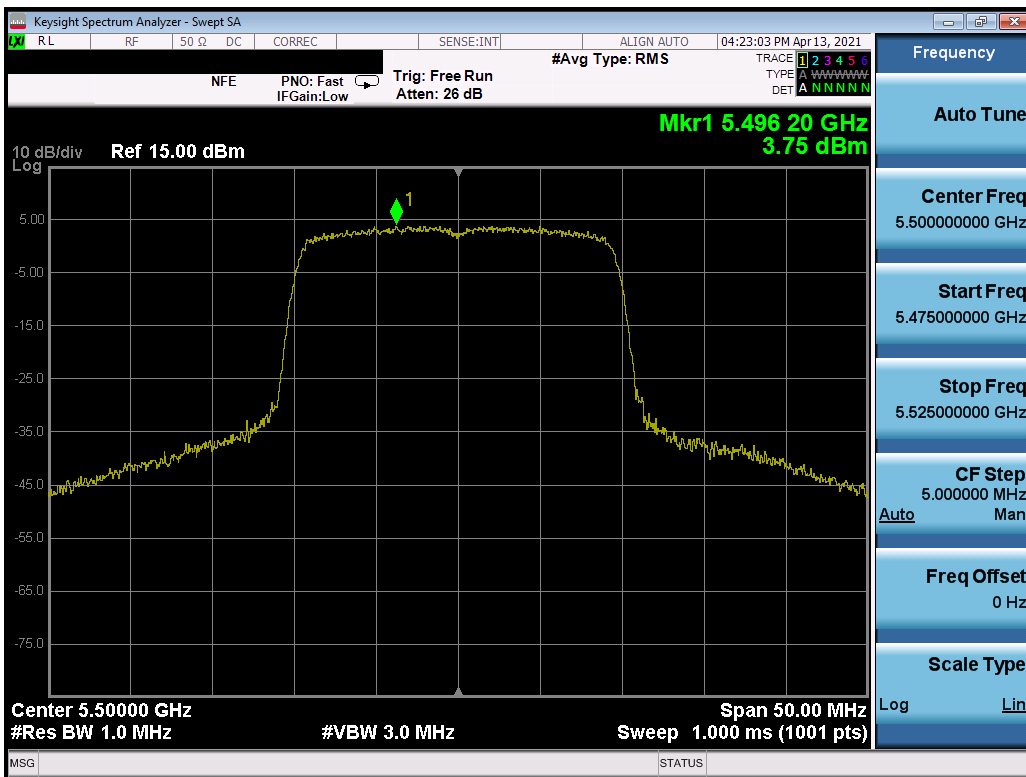 Keysight Spectrum Analyzer - Swept SA
LXI RL RF 50 Ω DC CORREC SENSE:INT ALIGN AUTO 04:23:03 PM Apr 13, 2021
#Avg Type: RMS TRACE 1 2 3 4 5 6
NFE PNO: Fast Trig: Free Run TYPE A W W W W W
IFGain:Low Atten: 26 dB DET A N N N N N
Mkr1 5.496 20 GHz
3.75 dBm
10 dB/div Ref 15.00 dBm
Log
1
5.00
-5.00
-15.0
-25.0
-35.0
-45.0
-55.0
-65.0
-75.0
Center 5.50000 GHz Span 50.00 MHz
#Res BW 1.0 MHz #VBW 3.0 MHz Sweep 1.000 ms (1001 pts)
MSG STATUS
Frequency
Auto Tune
Center Freq
5.500000000 GHz
Start Freq
5.475000000 GHz
Stop Freq
5.525000000 GHz
CF Step
5.000000 MHz
Auto Man
Freq Offset
0 Hz
Scale Type
Log Lin